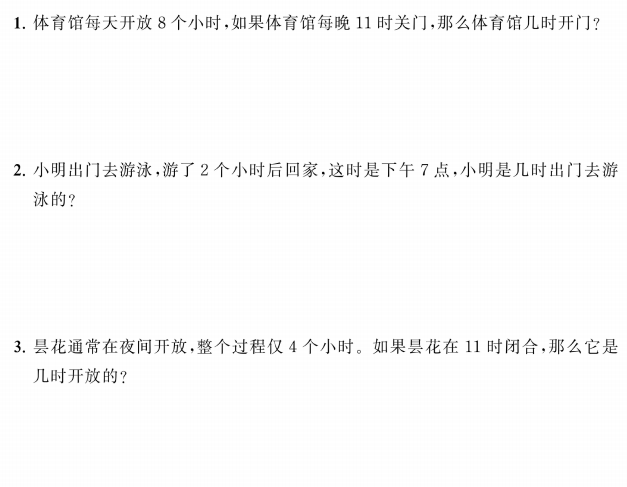 1. 体育馆每天开放 8 个小时,如果体育馆每晚 11 时关门,那么体育馆几时开门?
2. 小明出门去游泳,游了 2 个小时后回家,这时是下午 7 点,小明是几时出门去游
泳的?
3. 昙花通常在夜间开放,整个过程仅 4 个小时。如果昙花在 11 时闭合,那么它是
几时开放的?